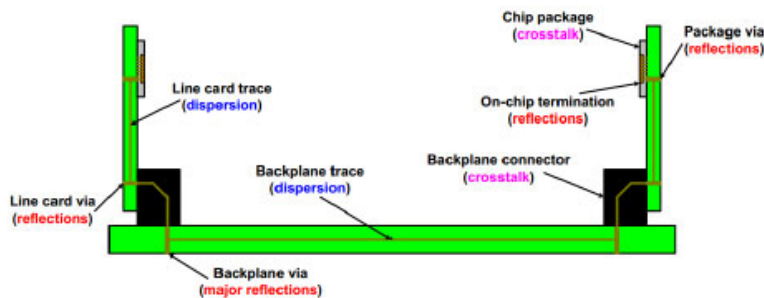 Chip package
(crosstalk)
Package via
(reflections)
Line card trace
(dispersion)
On-chip termination
(reflections)
Backplane trace
(dispersion)
Backplane connector
(crosstalk)
Line card via
(reflections)
Backplane via
(major reflections)